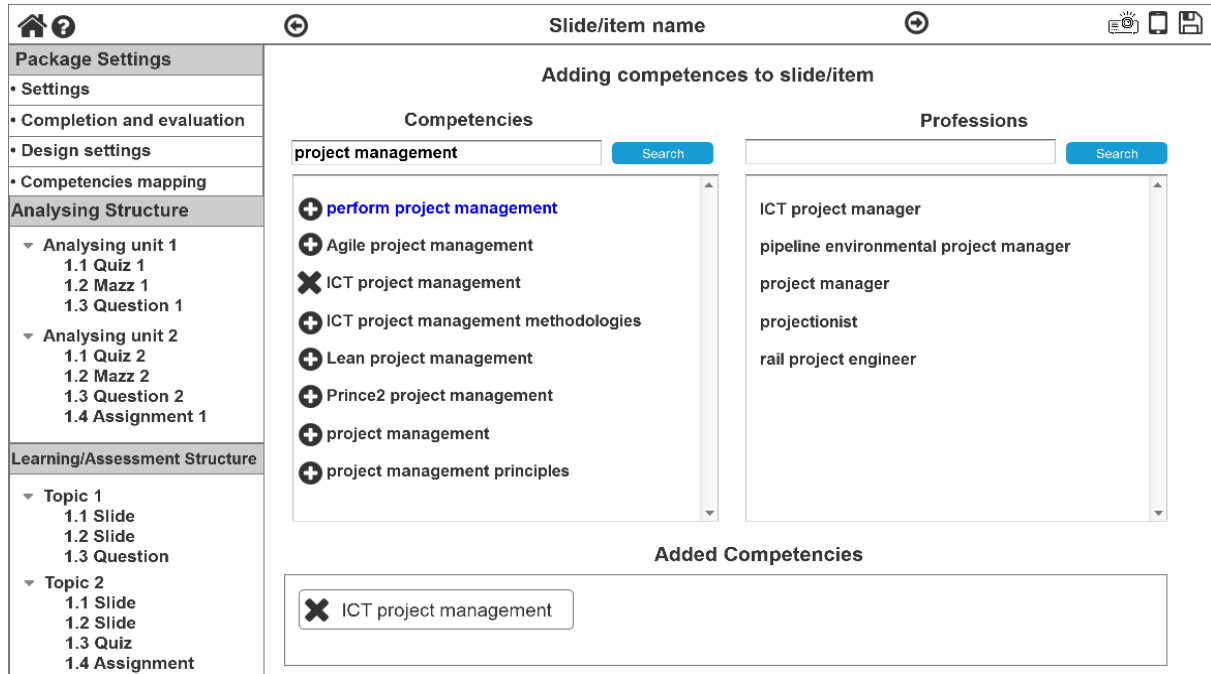 Slide/item name
Package Settings
• Settings
• Completion and evaluation
• Design settings
• Competencies mapping
Analysing Structure
Analysing unit 1
1.1 Quiz 1
1.2 Mazz 1
1.3 Question 1
Analysing unit 2
1.1 Quiz 2
1.2 Mazz 2
1.3 Question 2
1.4 Assignment 1
Learning/Assessment Structure
Topic 1
1.1 Slide
1.2 Slide
1.3 Question
Topic 2
1.1 Slide
1.2 Slide
1.3 Quiz
1.4 Assignment
Adding competences to slide/item
Competencies
project management Search
perform project management
Agile project management
ICT project management
ICT project management methodologies
Lean project management
Prince2 project management
project management
project management principles
Professions
Search
ICT project manager
pipeline environmental project manager
project manager
projectionist
rail project engineer
Added Competencies
ICT project management